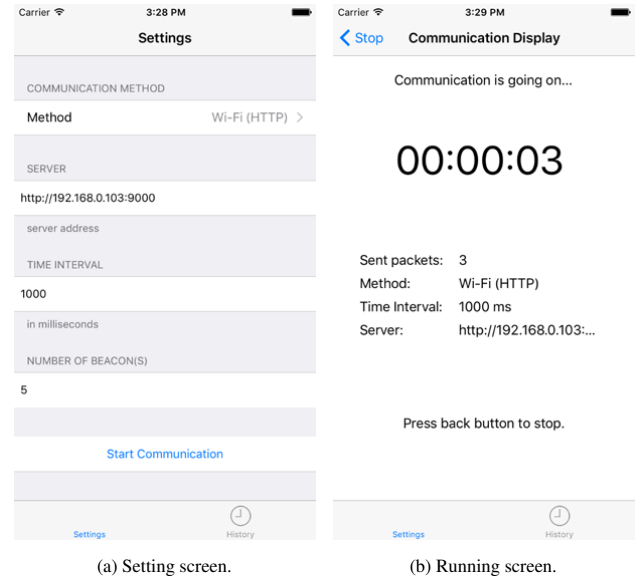 Carrier 3:28 PM
Settings
COMMUNICATION METHOD
Method Wi-Fi (HTTP)
SERVER
http://192.168.0.103:9000
server address
TIME INTERVAL
1000
in milliseconds
NUMBER OF BEACON(S)
5
Start Communication
Settings History
(a) Setting screen.
Carrier 3:29 PM
Stop Communication Display
Communication is going on...
00:00:03
Sent packets: 3
Method: Wi-Fi (HTTP)
Time Interval: 1000 ms
Server: http://192.168.0.103:...
Press back button to stop.
Settings History
(b) Running screen.